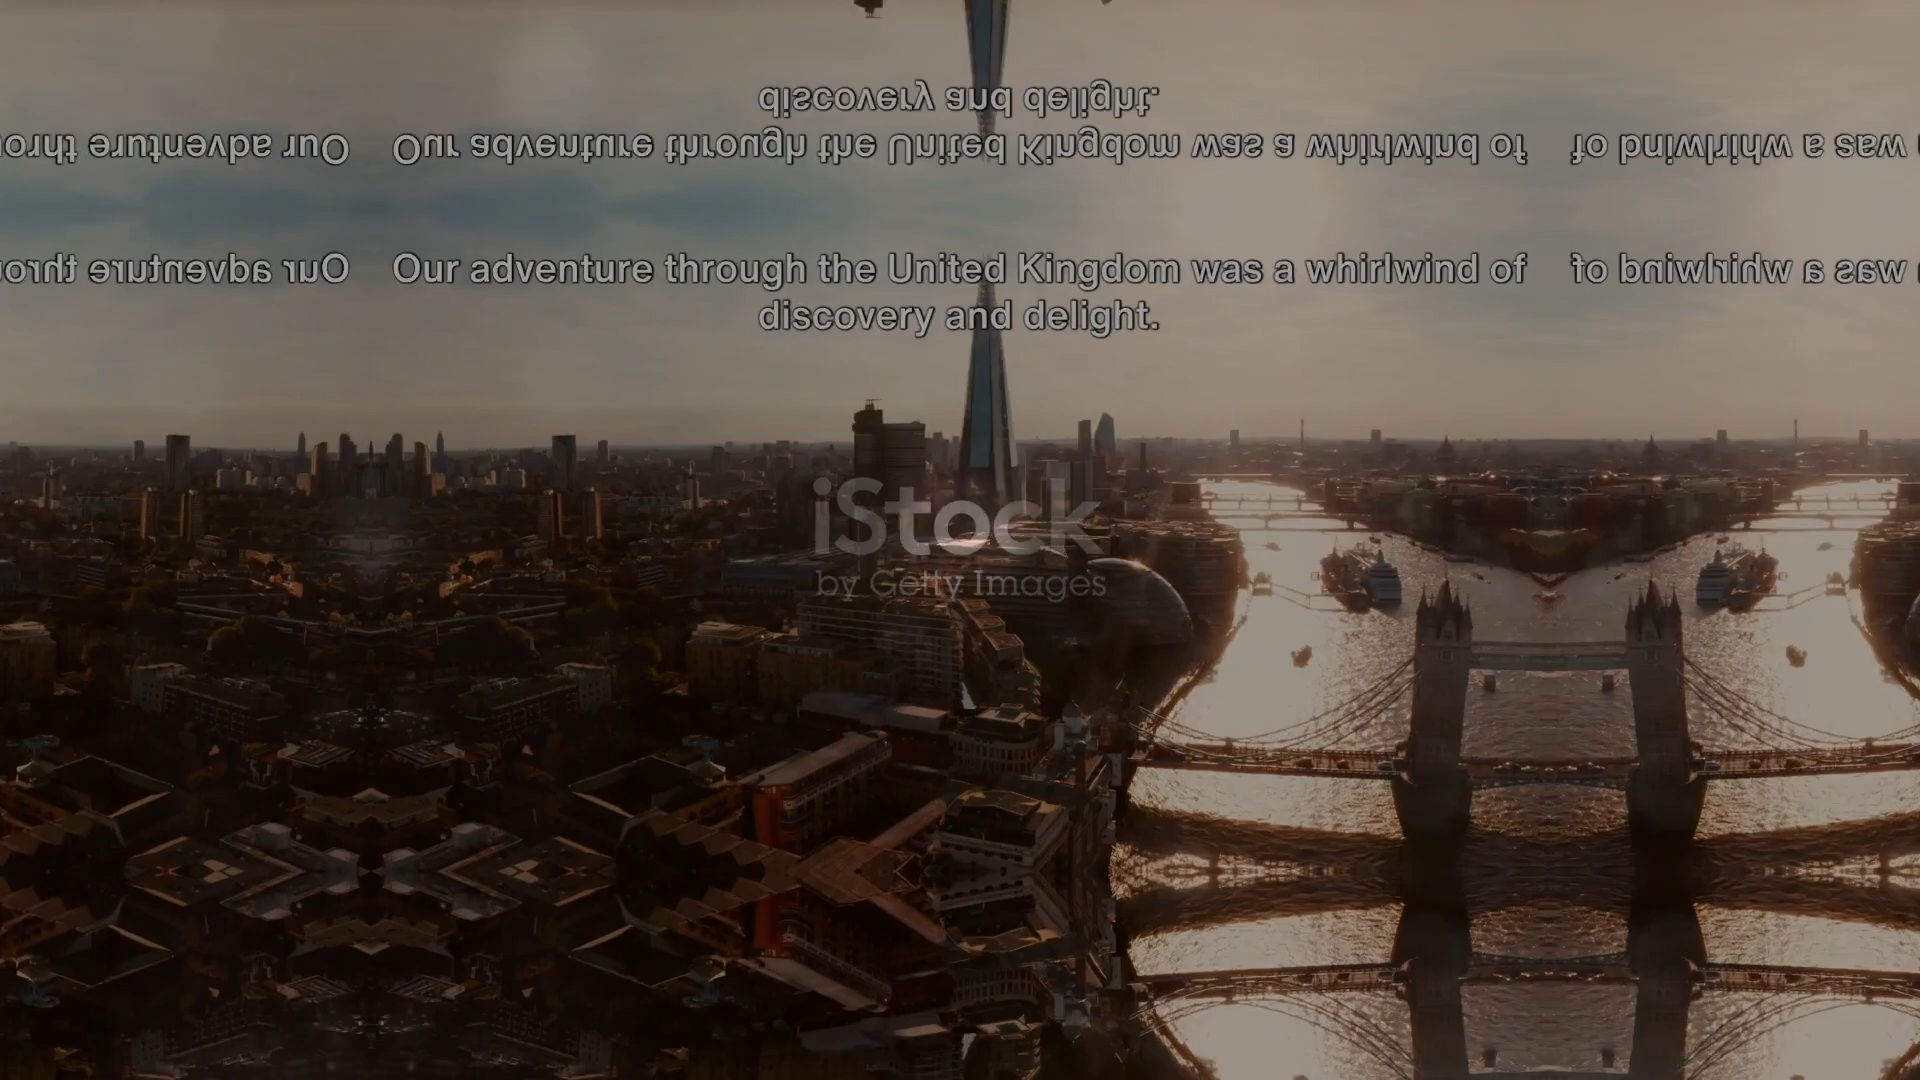 Our adventure through the United Kingdom was a whirlwind of
discovery and delight.
iStock
by Getty Images